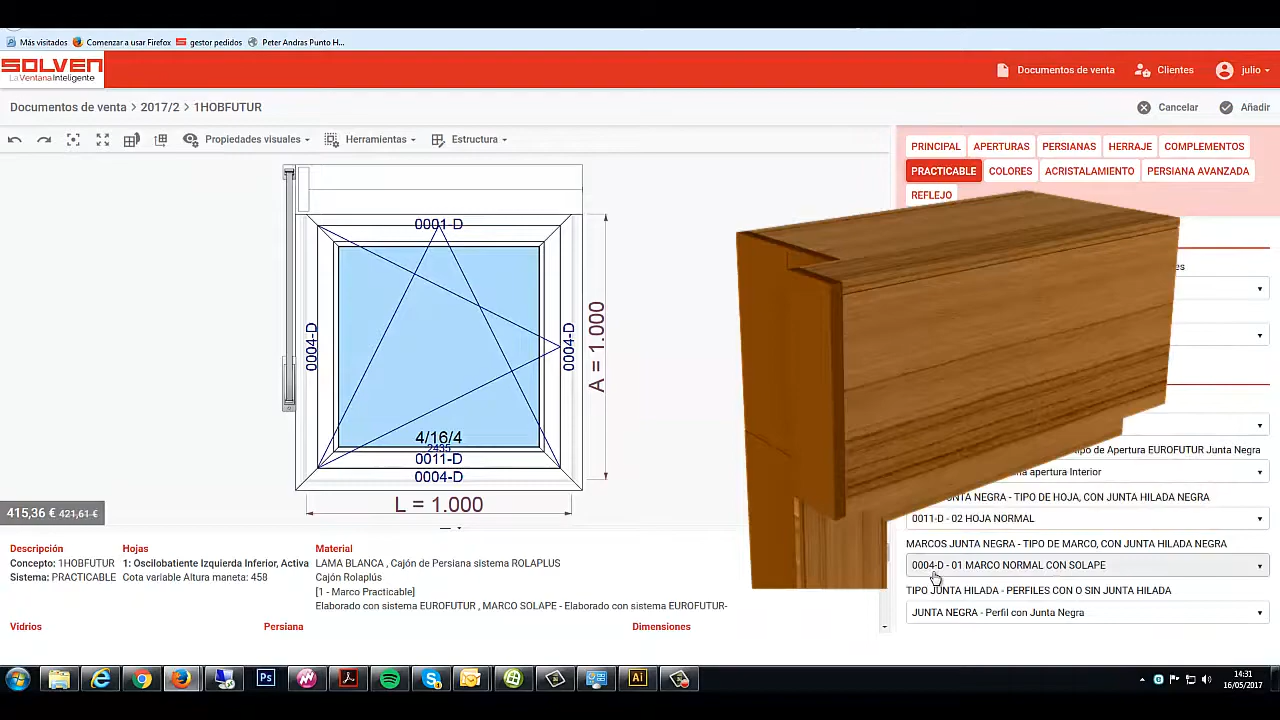 Más visitados
Comenzar a usar Firefox
gestor pedidos
Peter Andras Punto H...
SOLVEN
La Ventana Inteligente
Documentos de venta
Clientes
julio
Documentos de venta > 2017/2 > 1HOBFUTUR
Cancelar
Añadir
Propiedades visuales
Herramientas
Estructura
PRINCIPAL
APERTURAS
PERSIANAS
HERRAJE
COMPLEMENTOS
PRACTICABLE
COLORES
ACRISTALAMIENTO
PERSIANA AVANZADA
REFLEJO
0001-D
0004-D
0004-D
A = 1.000
4/16/4
2435
0011-D
0004-D
L = 1.000
415,36 € 421,61 €
es
ipo de Apertura EUROFUTUR Junta Negra
na apertura Interior
UNTA NEGRA - TIPO DE HOJA, CON JUNTA HILADA NEGRA
0011-D - 02 HOJA NORMAL
MARCOS JUNTA NEGRA - TIPO DE MARCO, CON JUNTA HILADA NEGRA
0004-D - 01 MARCO NORMAL CON SOLAPE
TIPO JUNTA HILADA - PERFILES CON O SIN JUNTA HILADA
JUNTA NEGRA - Perfil con Junta Negra
Descripción
Hojas
Material
Concepto: 1HOBFUTUR
1: Oscilobatiente Izquierda Inferior, Activa
LAMA BLANCA , Cajón de Persiana sistema ROLAPLUS
Sistema: PRACTICABLE
Cota variable Altura maneta: 458
Cajón Rolaplús
[1 - Marco Practicable]
Elaborado con sistema EUROFUTUR , MARCO SOLAPE - Elaborado con sistema EUROFUTUR-
Vidrios
Persiana
Dimensiones
Ps
Ai
14:31
16/05/2017